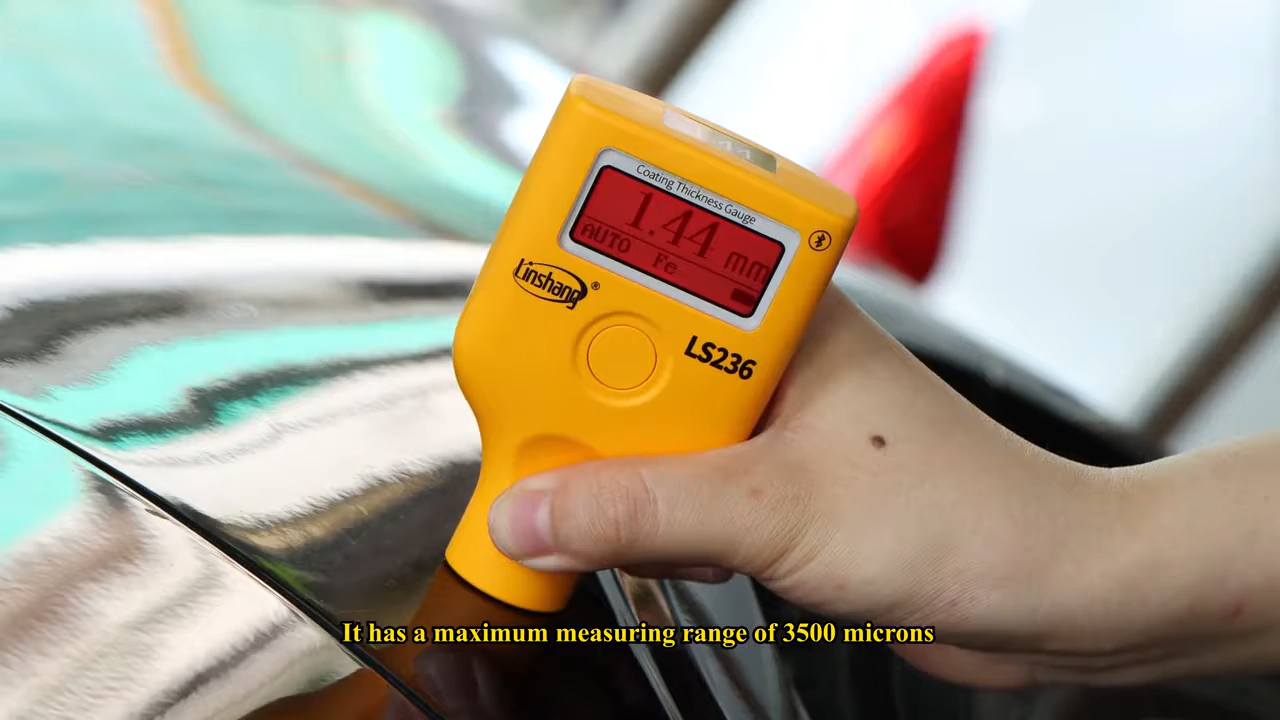 Coating Thickness Gauge
1.44 mm
AUTO Fe
Linshang®
LS236
It has a maximum measuring range of 3500 microns